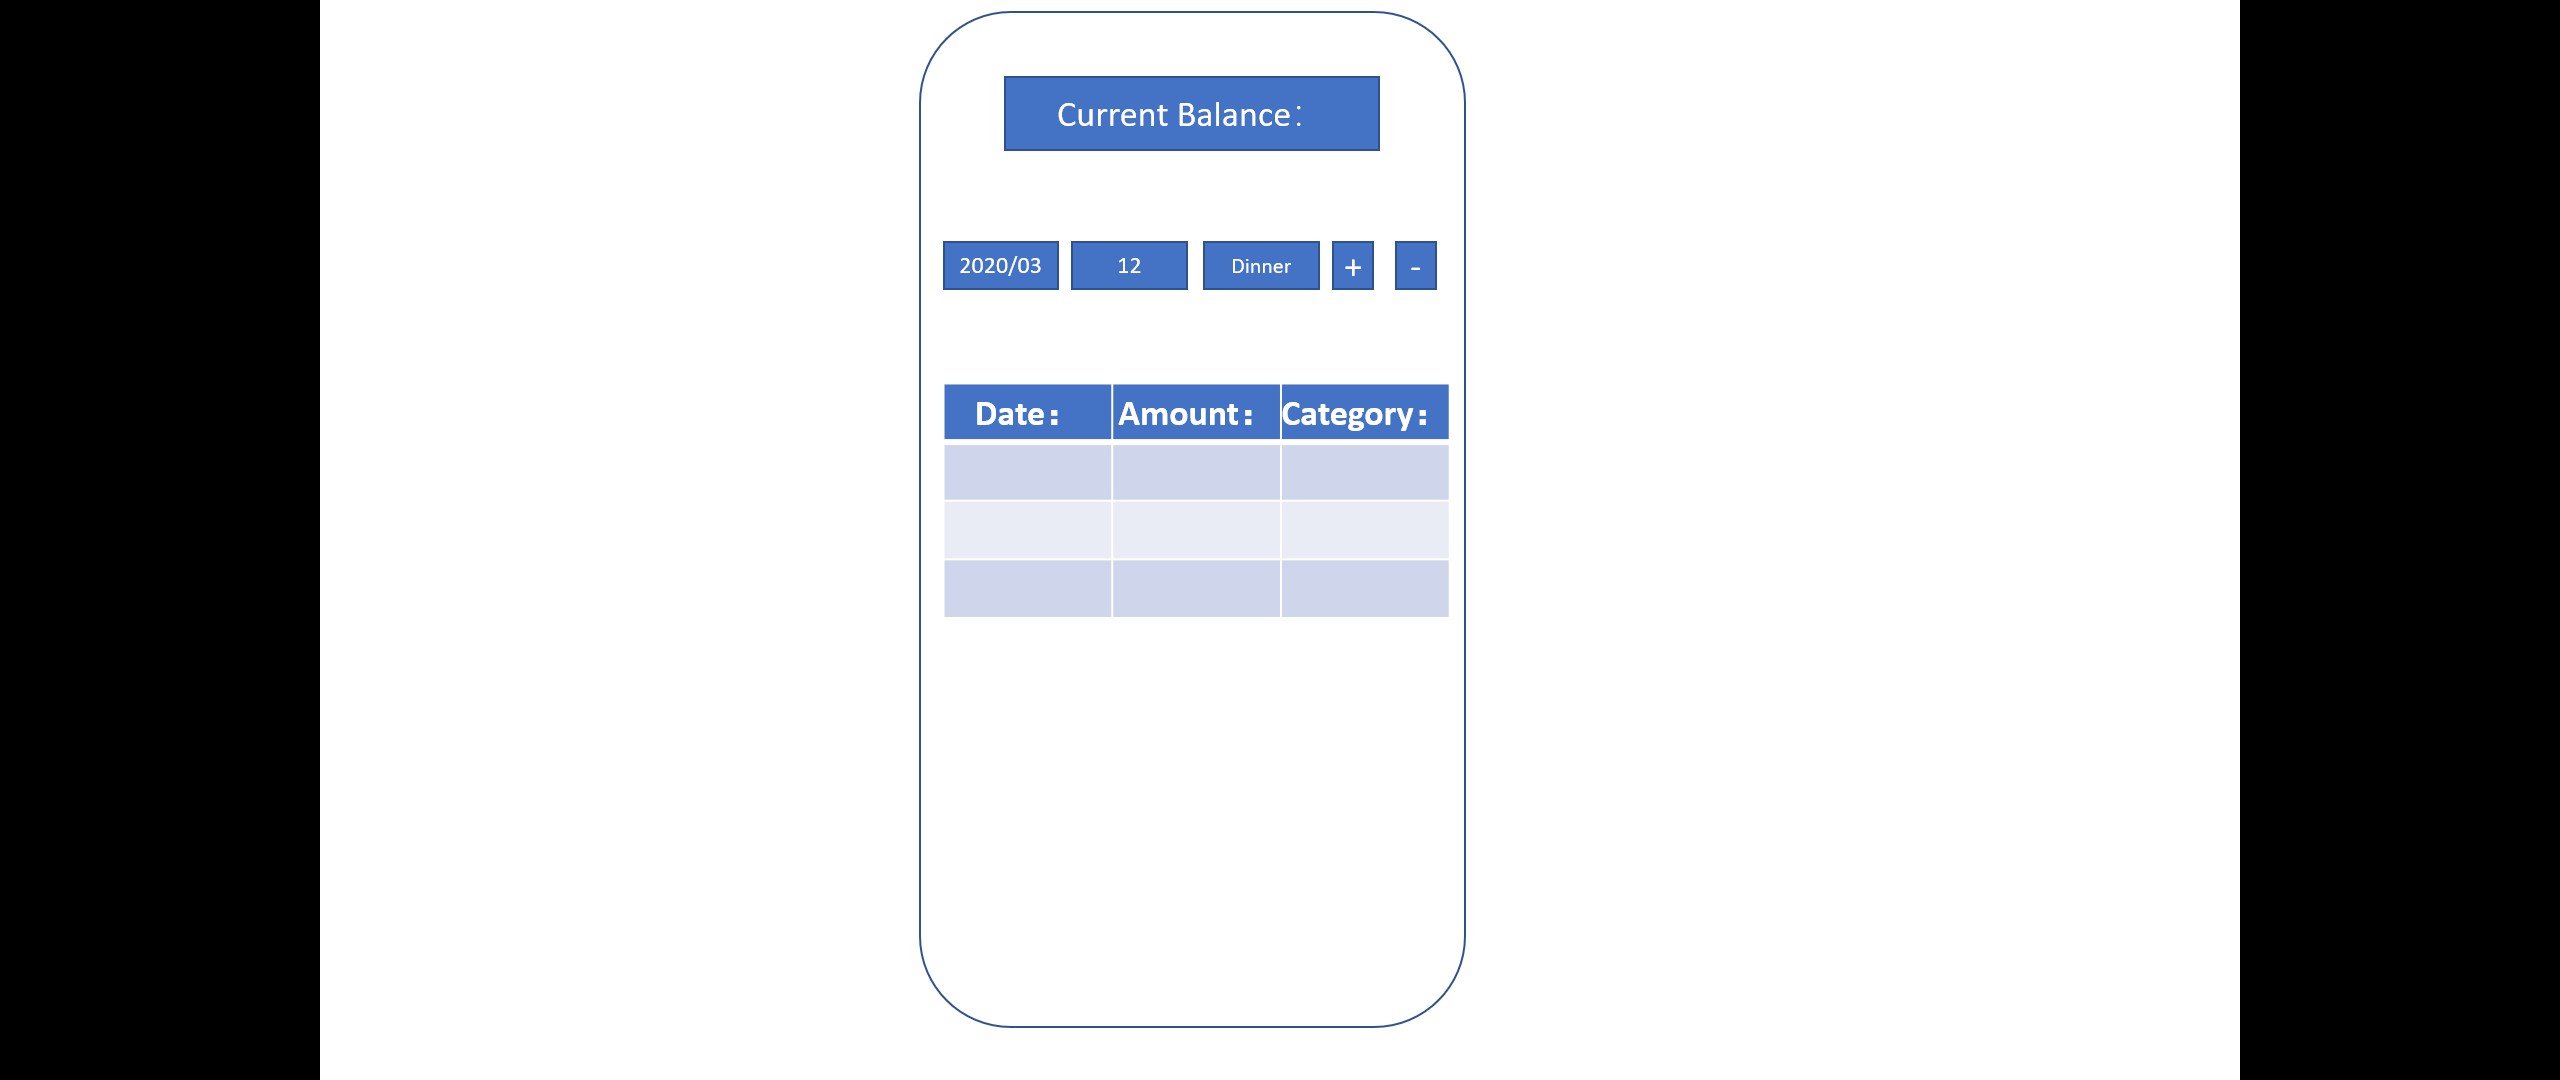 Current Balance：
2020/03 12 Dinner + -
Date： Amount： Category：